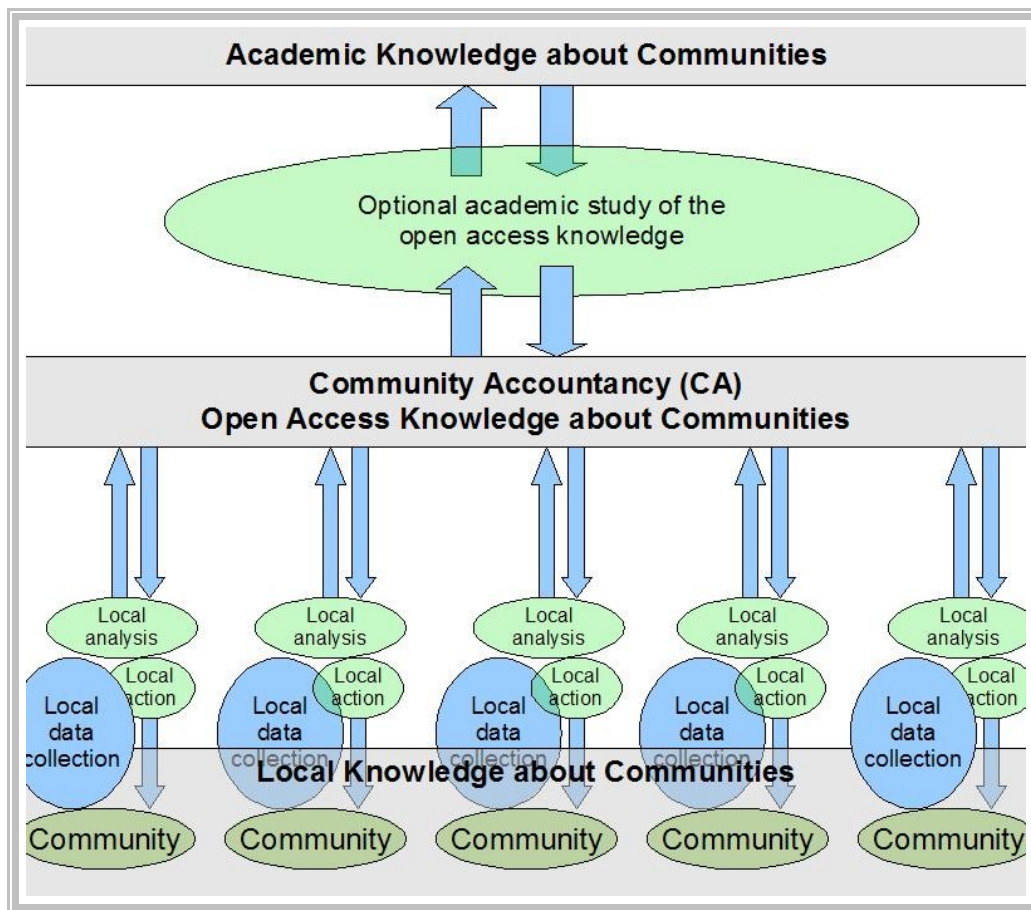 Academic Knowledge about Communities
Optional academic study of the
open access knowledge
Community Accountancy (CA)
Open Access Knowledge about Communities
Local
analysis
Local
analysis
Local
analysis
Local
analysis
Local
analysis
Local
action
Local
action
Local
action
Local
action
Local
action
Local
data
collection
Local
data
collection
Local
data
collection
Local
data
collection
Local
data
collection
Local Knowledge about Communities
Community
Community
Community
Community
Community